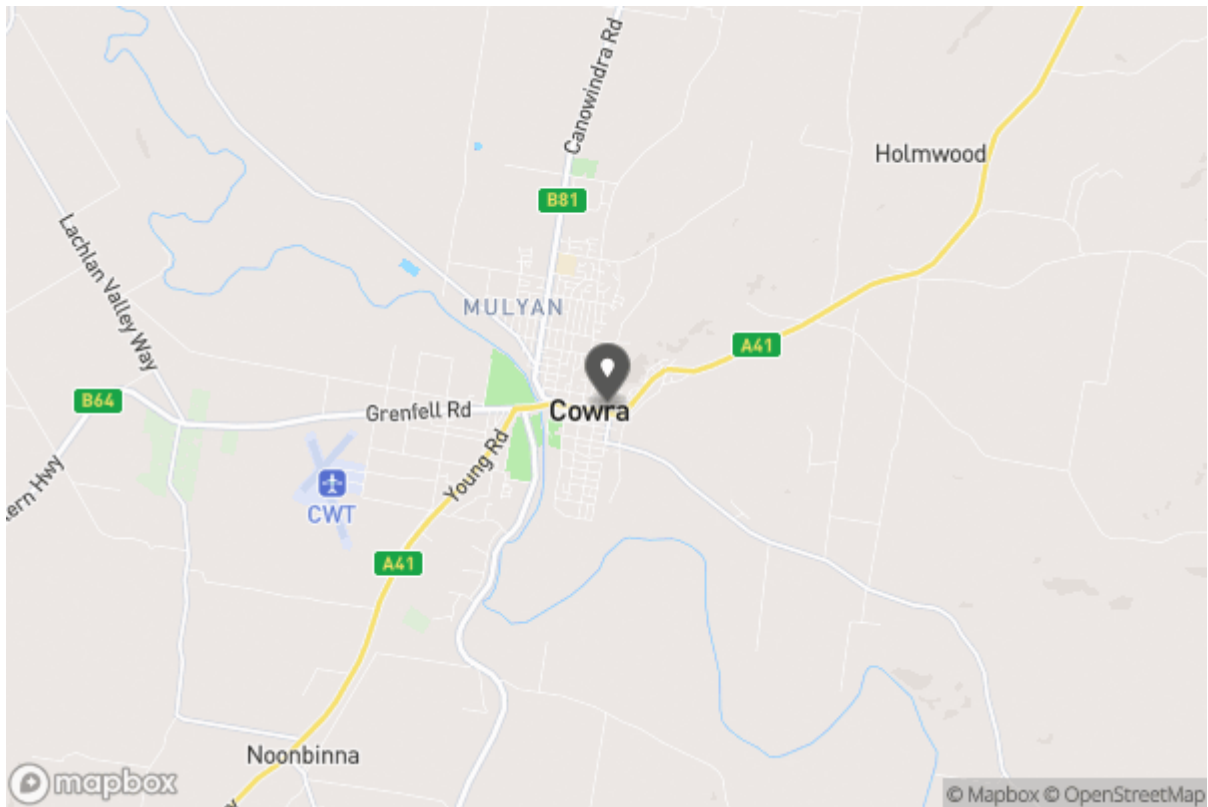 Canowindra Rd
Holmwood
B81
Lachlan Valley Way
MULYAN
A41
B64
Grenfell Rd
Cowra
Young Rd
ern Hwy
CWT
A41
Noonbinna
mapbox
© Mapbox © OpenStreetMap